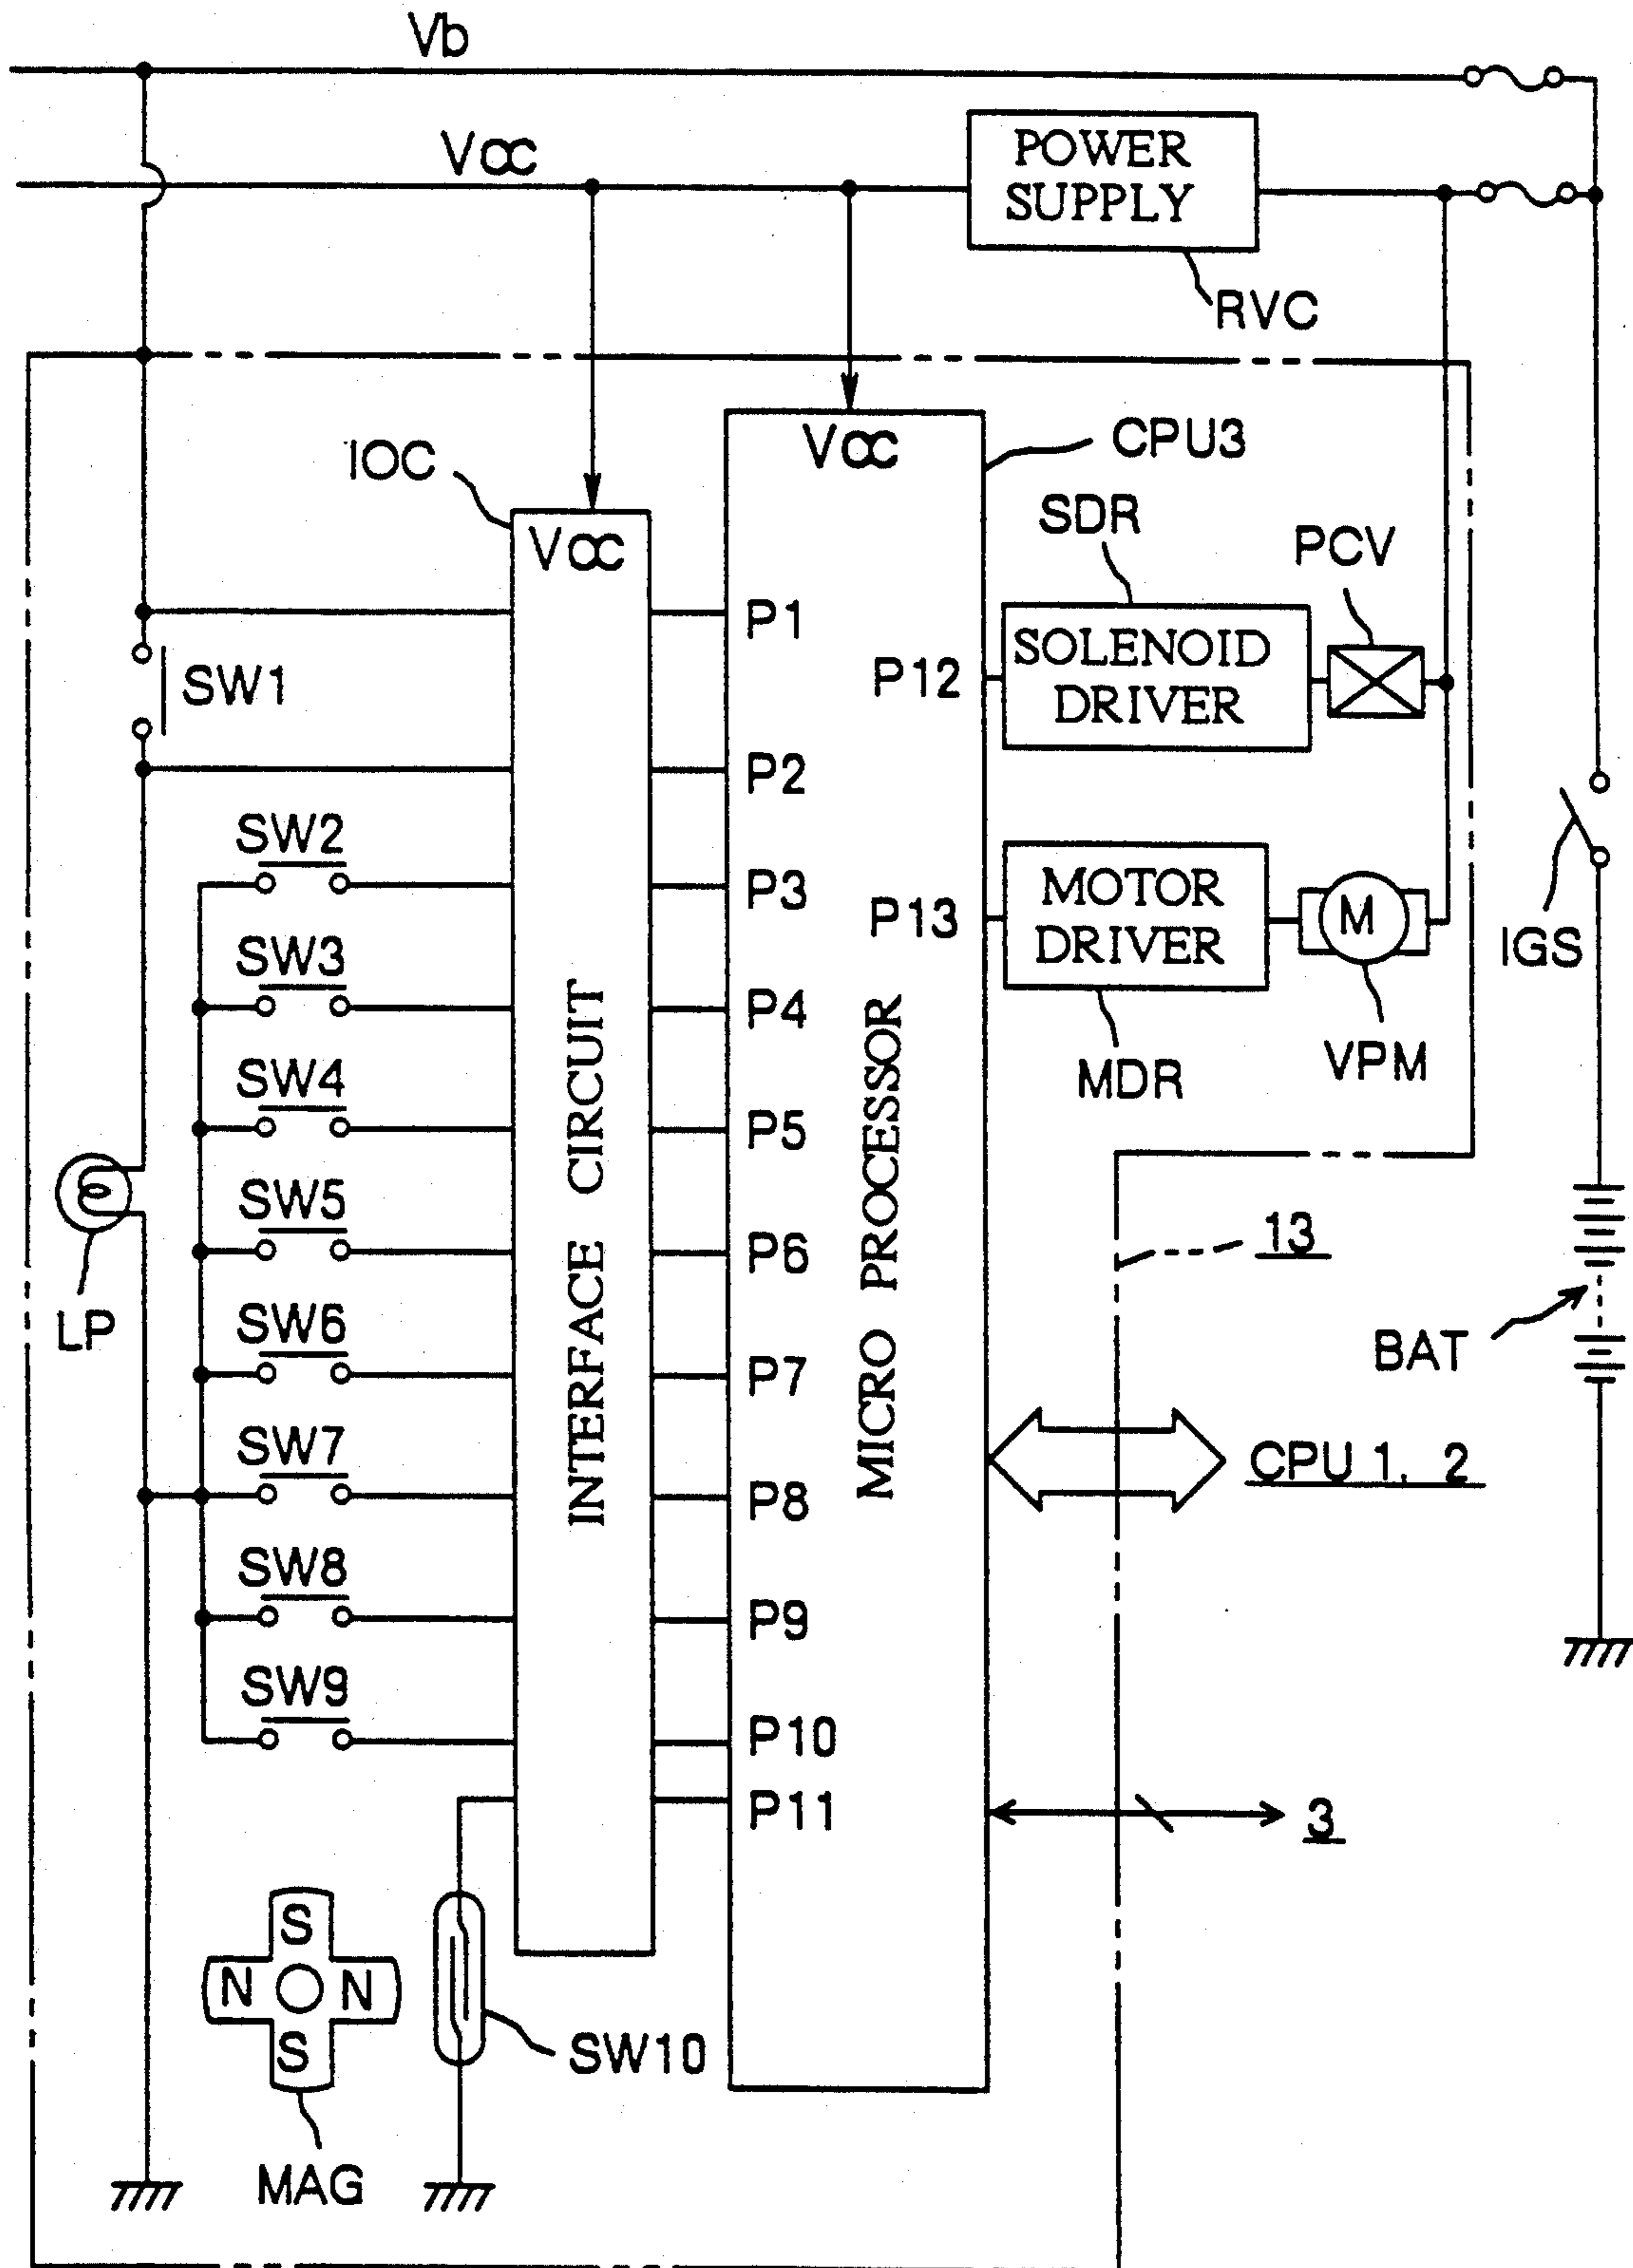 Vb
Vcc
POWER
SUPPLY
RVC
IOC
Vcc
CPU3
Vcc
SDR
PCV
P1
SOLENOID
DRIVER
P12
SW1
P2
SW2
P3
MOTOR
DRIVER
P13
M
IGS
SW3
P4
MDR
VPM
SW4
P5
INTERFACE CIRCUIT
MICRO PROCESSOR
SW5
P6
13
LP
SW6
P7
BAT
SW7
P8
CPU 1, 2
SW8
P9
SW9
P10
P11
3
S
N N
S
SW10
MAG